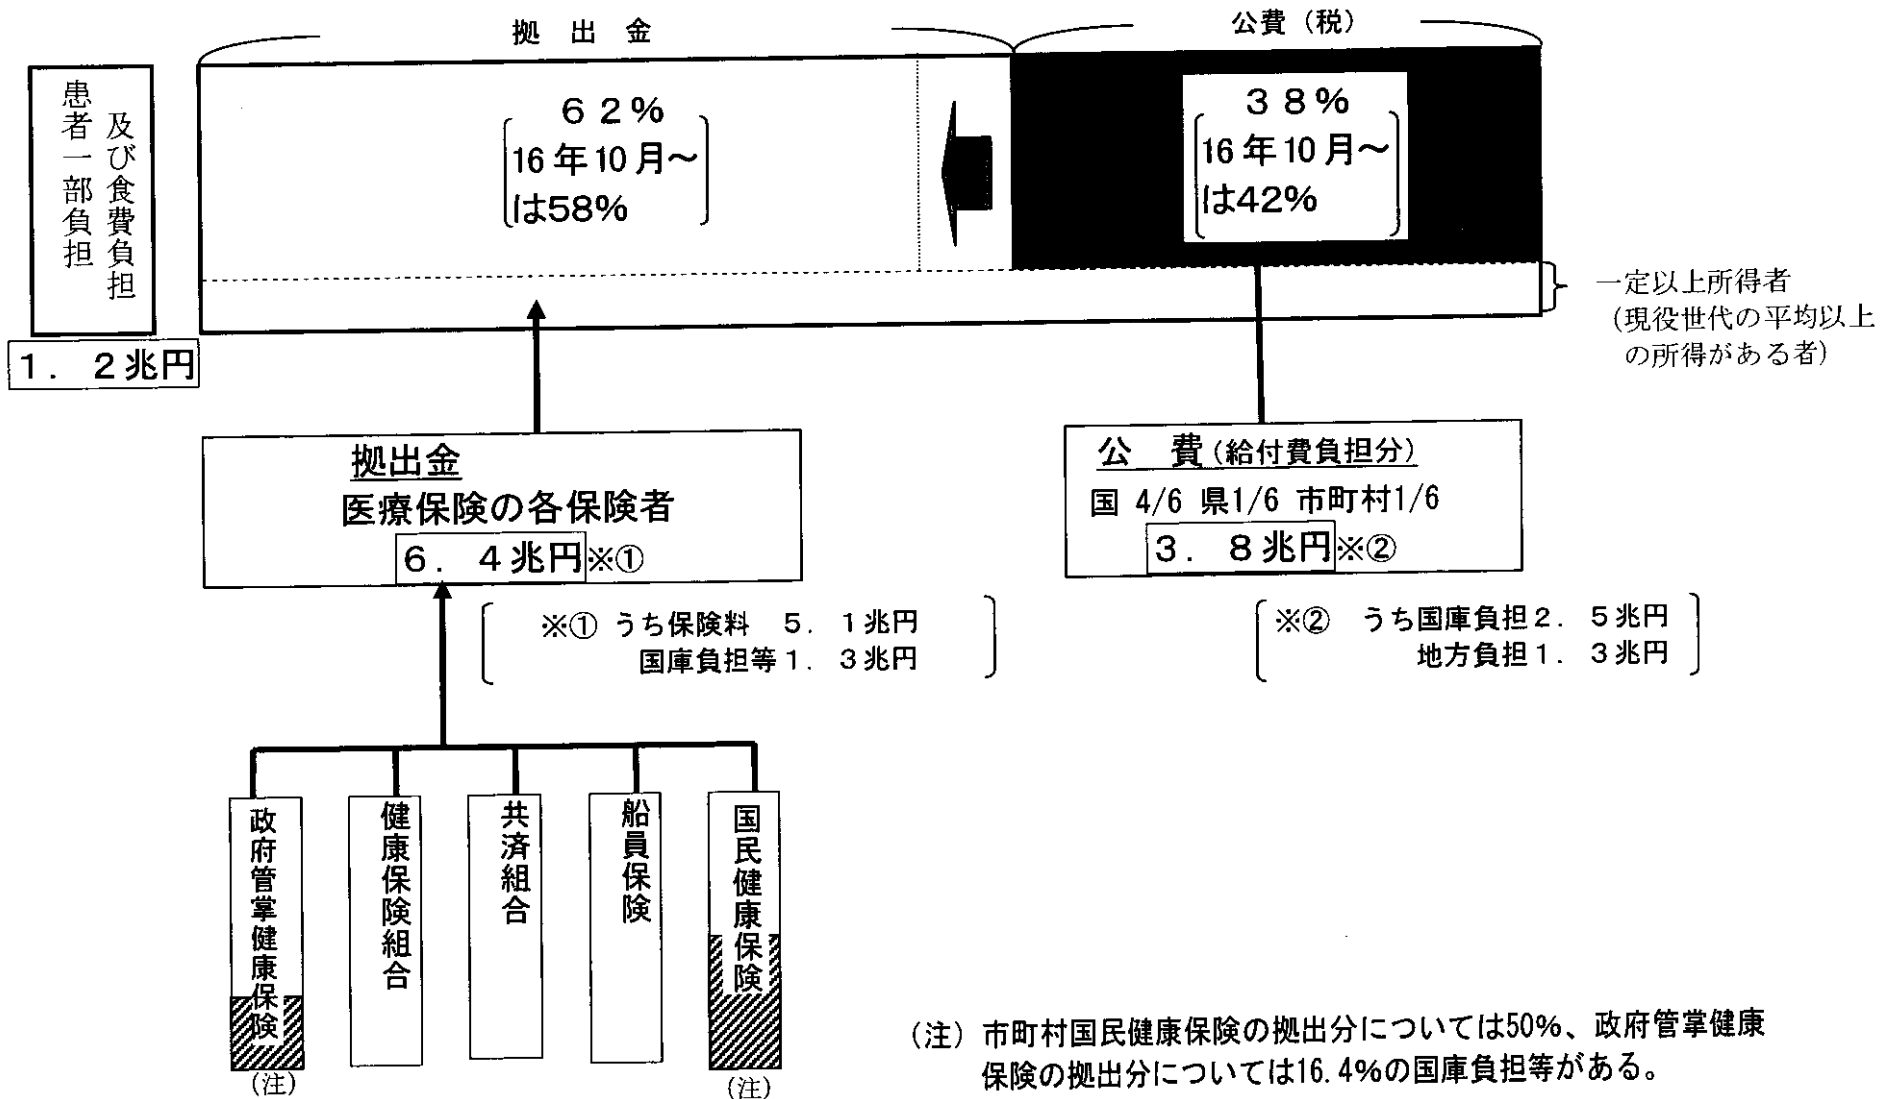 拠 出 金
公費（税）
患者一部負担
及び食費負担
1．2兆円
62%
16年10月～
は58%
38%
16年10月～
は42%
一定以上所得者
（現役世代の平均以上
の所得がある者）
拠出金
医療保険の各保険者
6．4兆円※①
公 費（給付費負担分）
国 4/6 県1/6 市町村1/6
3．8兆円※②
※① うち保険料 5．1兆円
国庫負担等1．3兆円
※② うち国庫負担2．5兆円
地方負担1．3兆円
政府管掌健康保険
健康保険組合
共済組合
船員保険
国民健康保険
（注）
（注）
（注）市町村国民健康保険の拠出分については50%、政府管掌健康
保険の拠出分については16.4%の国庫負担等がある。